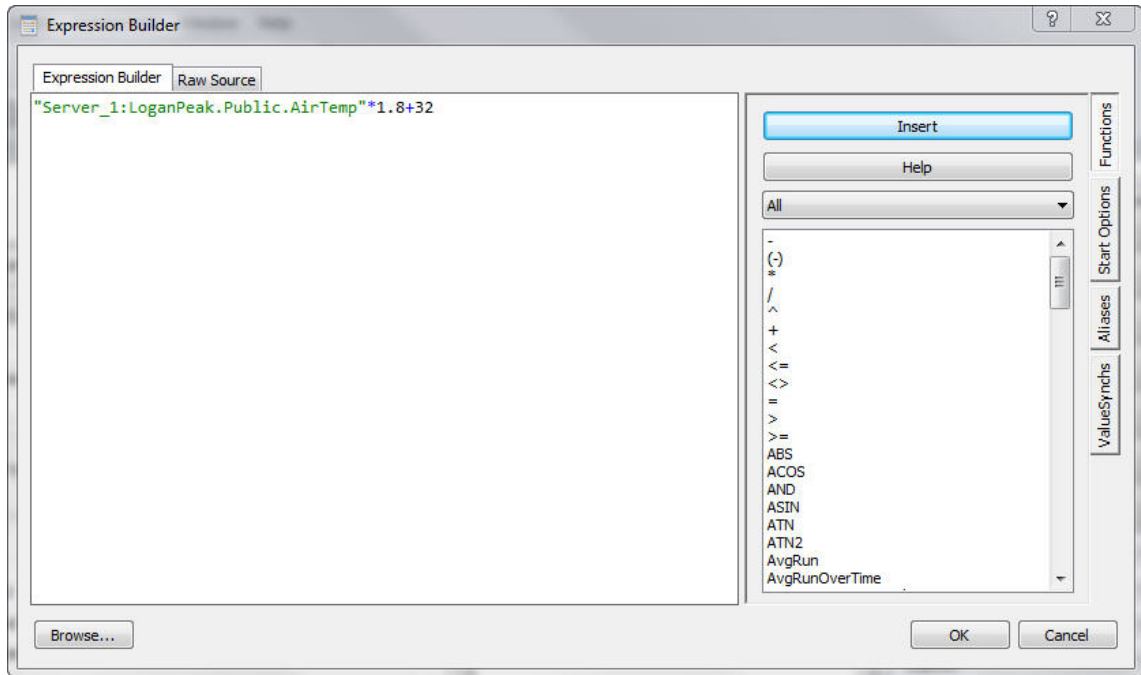 Expression Builder
Expression Builder
Raw Source
"Server_1:LoganPeak.Public.AirTemp"*1.8+32
Insert
Help
All
-
(-)
*
/
^
+
<
<=
<>
=
>
>=
ABS
ACOS
AND
ASIN
ATN
ATN2
AvgRun
AvgRunOverTime
Functions
Start Options
Aliases
ValueSynchs
Browse...
OK
Cancel